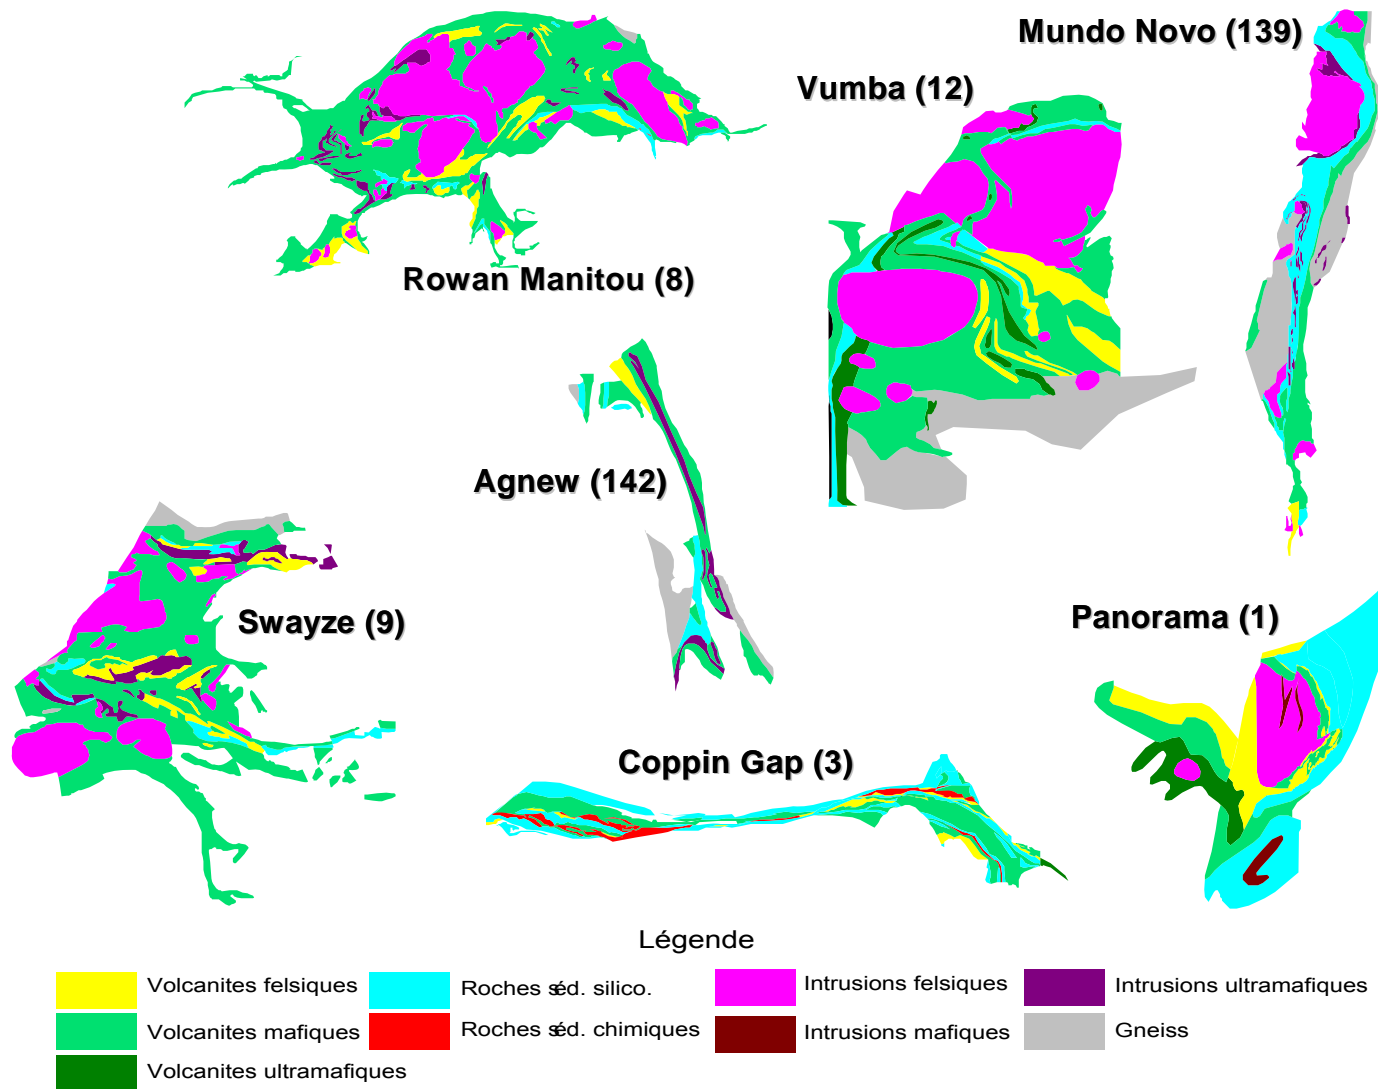 Mundo Novo (139)
Vumba (12)
Rowan Manitou (8)
Agnew (142)
Swayze (9)
Panorama (1)
Coppin Gap (3)
Légende
Volcanites felsiques
Roches séd. silico.
Intrusions felsiques
Intrusions ultramafiques
Volcanites mafiques
Roches séd. chimiques
Intrusions mafiques
Gneiss
Volcanites ultramafiques